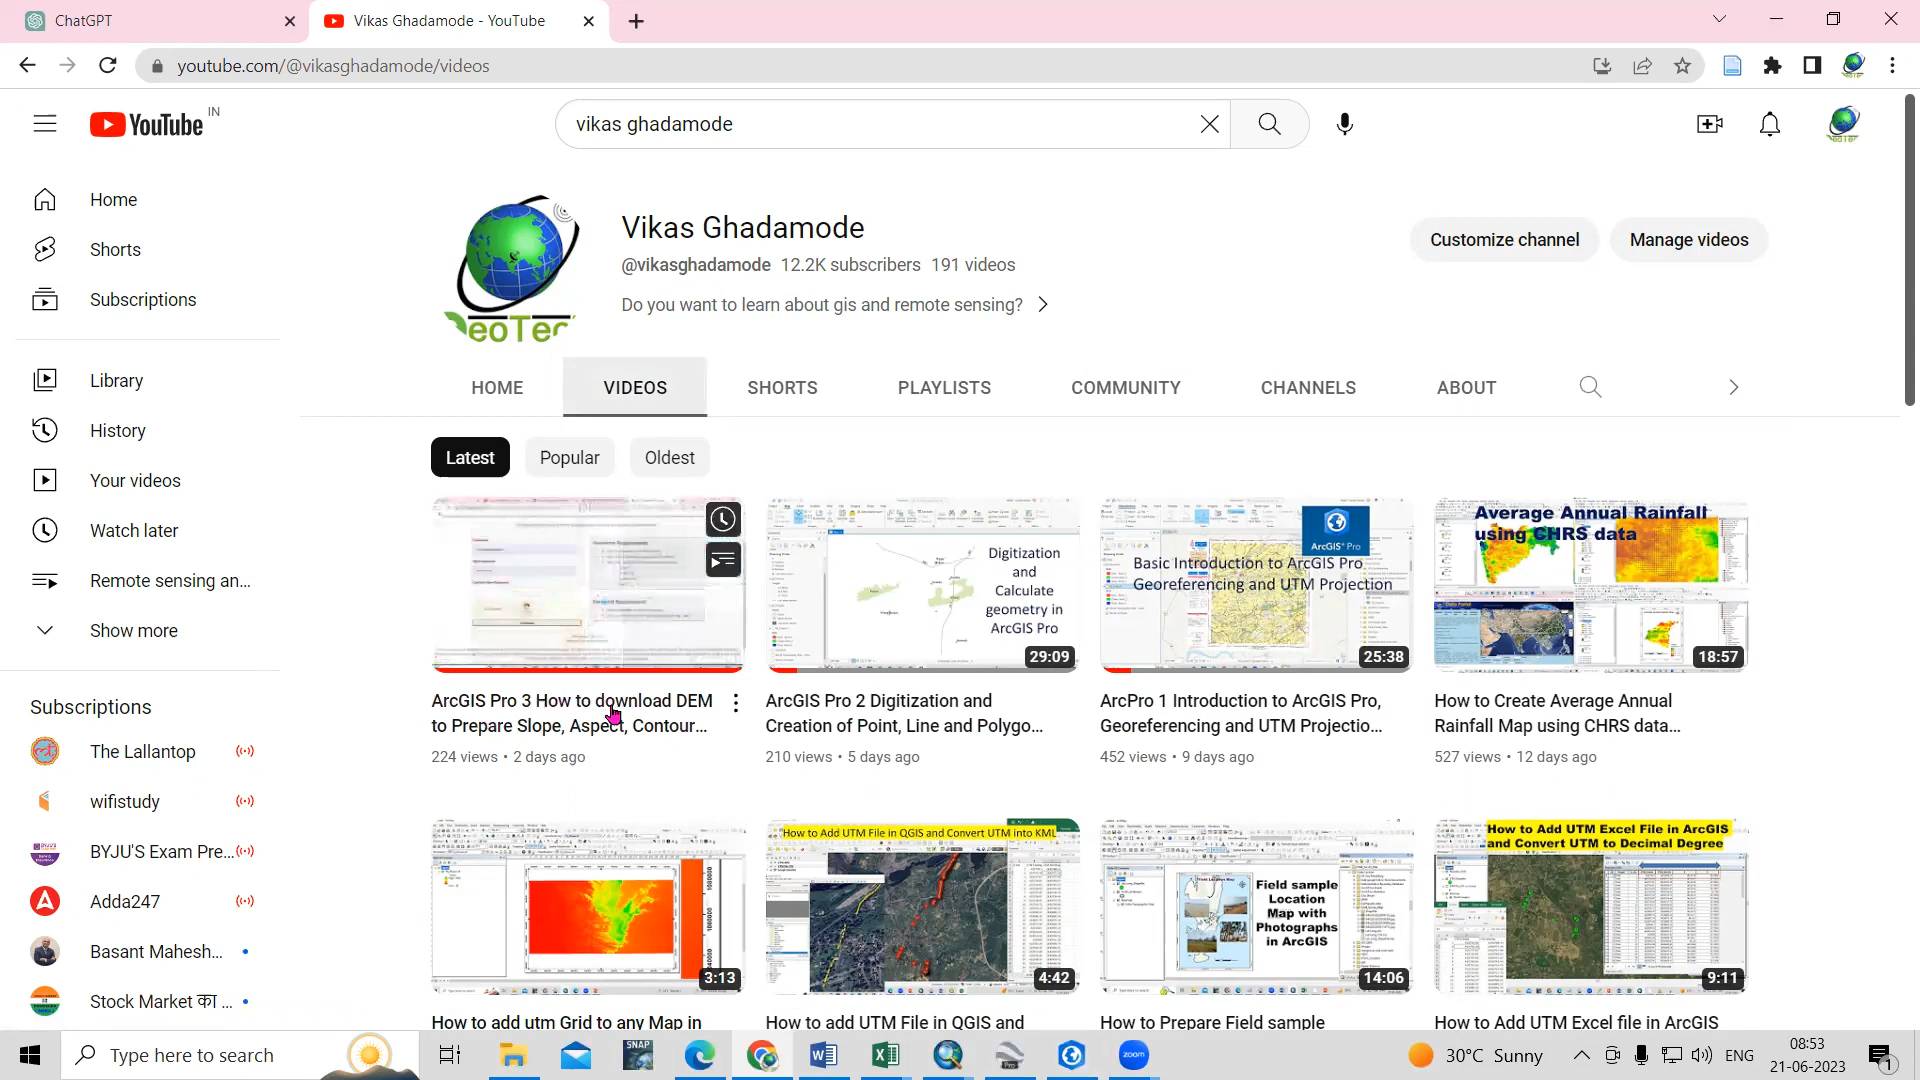 ChatGPT
Vikas Ghadamode - YouTube
youtube.com/@vikasghadamode/videos
YouTube IN
vikas ghadamode
Home
Shorts
Subscriptions
Library
History
Your videos
Watch later
Remote sensing an...
Show more
Subscriptions
The Lallantop
wifistudy
BYJU'S Exam Pre...
Adda247
Basant Mahesh...
Stock Market का ...
Vikas Ghadamode
@vikasghadamode 12.2K subscribers 191 videos
Do you want to learn about gis and remote sensing?
Customize channel
Manage videos
HOME
VIDEOS
SHORTS
PLAYLISTS
COMMUNITY
CHANNELS
ABOUT
Latest
Popular
Oldest
ArcGIS Pro 3 How to download DEM
to Prepare Slope, Aspect, Contour...
224 views • 2 days ago
Digitization
and
Calculate
geometry in
ArcGIS Pro
29:09
ArcGIS Pro 2 Digitization and
Creation of Point, Line and Polygo...
210 views • 5 days ago
ArcGIS Pro
Basic Introduction to ArcGIS Pro
Georeferencing and UTM Projection
25:38
ArcPro 1 Introduction to ArcGIS Pro,
Georeferencing and UTM Projectio...
452 views • 9 days ago
Average Annual Rainfall
using CHRS data
18:57
How to Create Average Annual
Rainfall Map using CHRS data...
527 views • 12 days ago
3:13
How to add utm Grid to any Map in
How to Add UTM File in QGIS and Convert UTM into KML
4:42
How to add UTM File in QGIS and
Field sample
Location
Map with
Photographs
in ArcGIS
14:06
How to Prepare Field sample
How to Add UTM Excel File in ArcGIS
and Convert UTM to Decimal Degree
9:11
How to Add UTM Excel file in ArcGIS
Type here to search
SNAP
Pro
zoom
30°C Sunny
ENG
08:53
21-06-2023
1